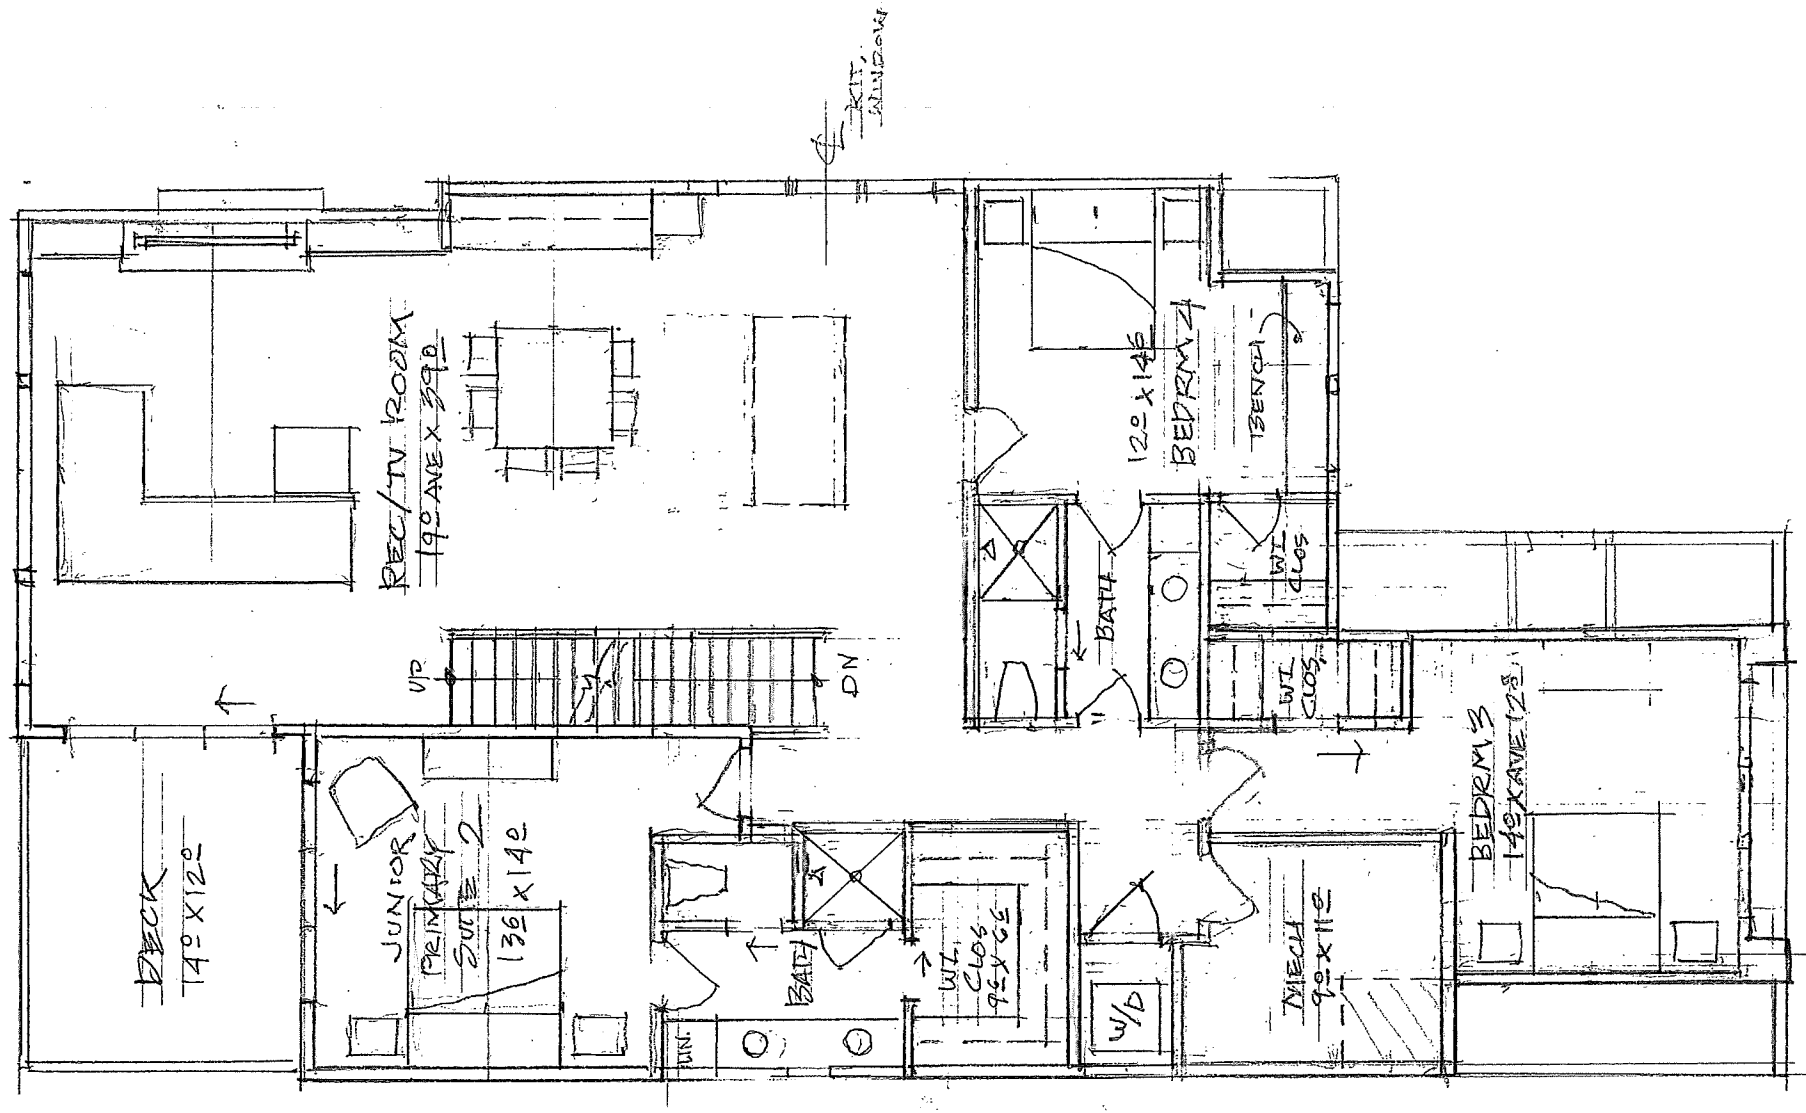 KIT.
WINDOW
REC/TV ROOM
19⁰ AVE X 39⁰
12⁰ X 14⁶
BEDRM 4
BENCH
WI
CLOS
BATH
UP
DN
WI
CLOS.
BEDRM 3
14⁰ X AVE 12⁸
DECK
14⁰ X 12⁰
JUNIOR
PRIMARY
SUITE 2
13⁶ X 14⁰
BATH
LIN.
WI.
CLOS
9⁶ X 6⁶
W/D
MECH
9⁰ X 11⁰